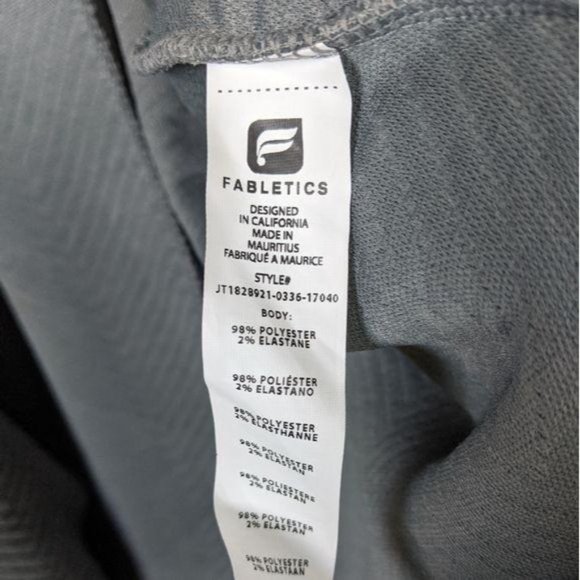 FABLETICS
DESIGNED
IN CALIFORNIA
MADE IN
MAURITIUS
FABRIQUÉ A MAURICE
STYLE#
JT1828921-0336-17040
BODY:
98% POLYESTER
2% ELASTANE
98% POLIÉSTER
2% ELASTANO
98% POLYESTER
2% ELASTHANNE
98% POLYESTER
2% ELASTAN
98% POLIESTERE
2% ELASTAN
98% POLYESTER
2% ELASTAN
98% POLYESTER
2% ELASTAAN